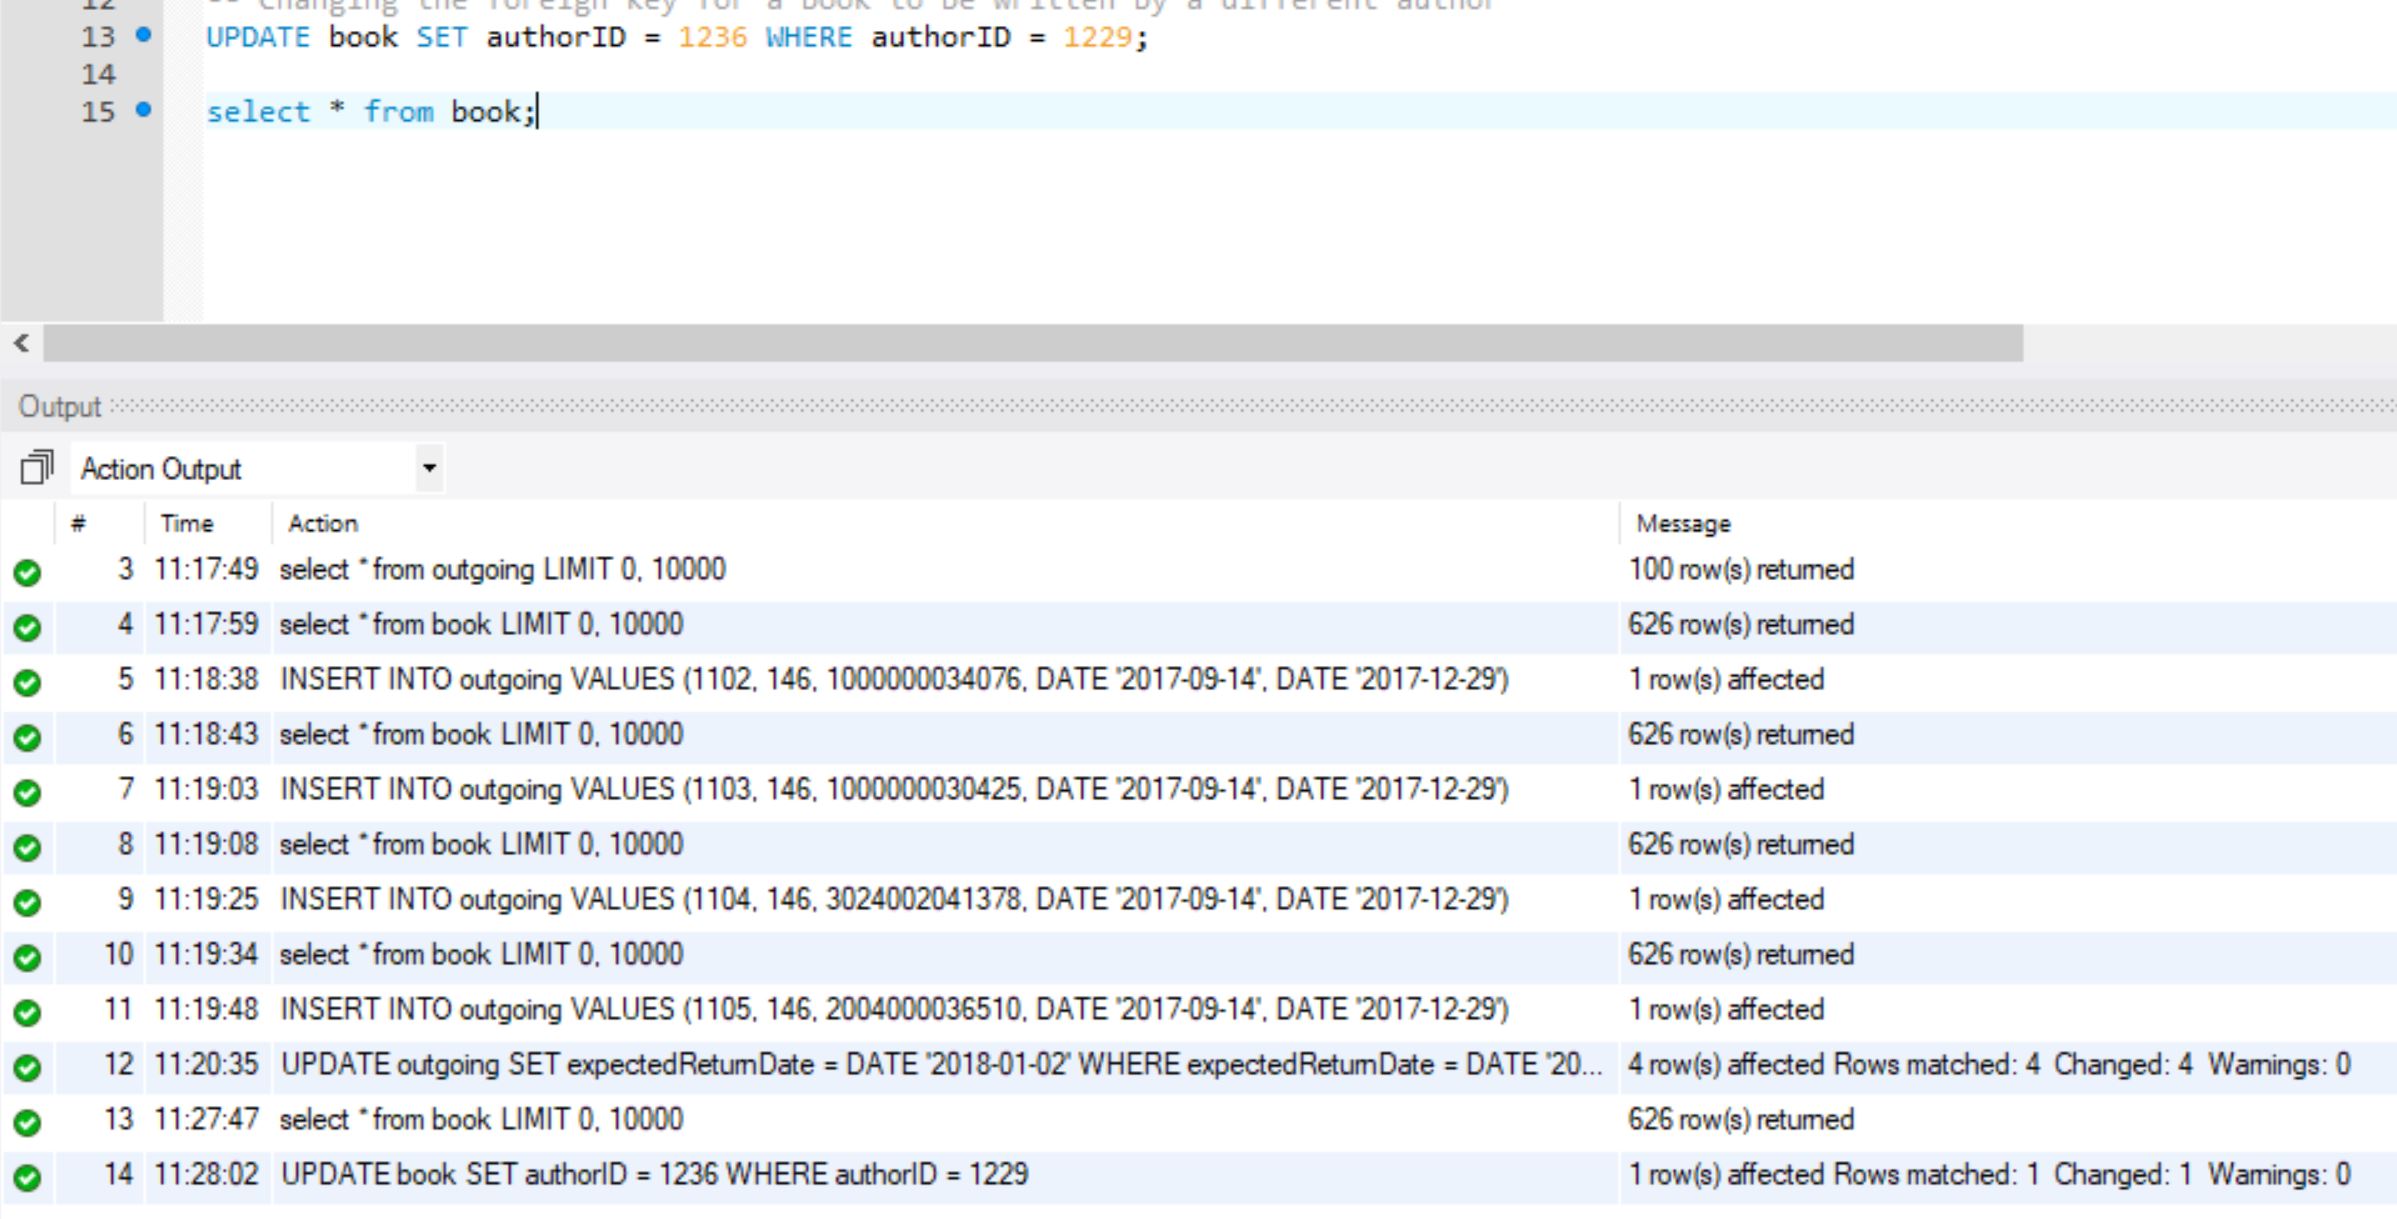 12 -- Changing the foreign key for a book to be written by a different author
13 UPDATE book SET authorID = 1236 WHERE authorID = 1229;
14
15 select * from book;
Output
Action Output
# Time Action Message
3 11:17:49 select * from outgoing LIMIT 0, 10000 100 row(s) returned
4 11:17:59 select * from book LIMIT 0, 10000 626 row(s) returned
5 11:18:38 INSERT INTO outgoing VALUES (1102, 146, 1000000034076, DATE '2017-09-14', DATE '2017-12-29') 1 row(s) affected
6 11:18:43 select * from book LIMIT 0, 10000 626 row(s) returned
7 11:19:03 INSERT INTO outgoing VALUES (1103, 146, 1000000030425, DATE '2017-09-14', DATE '2017-12-29') 1 row(s) affected
8 11:19:08 select * from book LIMIT 0, 10000 626 row(s) returned
9 11:19:25 INSERT INTO outgoing VALUES (1104, 146, 3024002041378, DATE '2017-09-14', DATE '2017-12-29') 1 row(s) affected
10 11:19:34 select * from book LIMIT 0, 10000 626 row(s) returned
11 11:19:48 INSERT INTO outgoing VALUES (1105, 146, 2004000036510, DATE '2017-09-14', DATE '2017-12-29') 1 row(s) affected
12 11:20:35 UPDATE outgoing SET expectedReturnDate = DATE '2018-01-02' WHERE expectedReturnDate = DATE '20... 4 row(s) affected Rows matched: 4 Changed: 4 Warnings: 0
13 11:27:47 select * from book LIMIT 0, 10000 626 row(s) returned
14 11:28:02 UPDATE book SET authorID = 1236 WHERE authorID = 1229 1 row(s) affected Rows matched: 1 Changed: 1 Warnings: 0